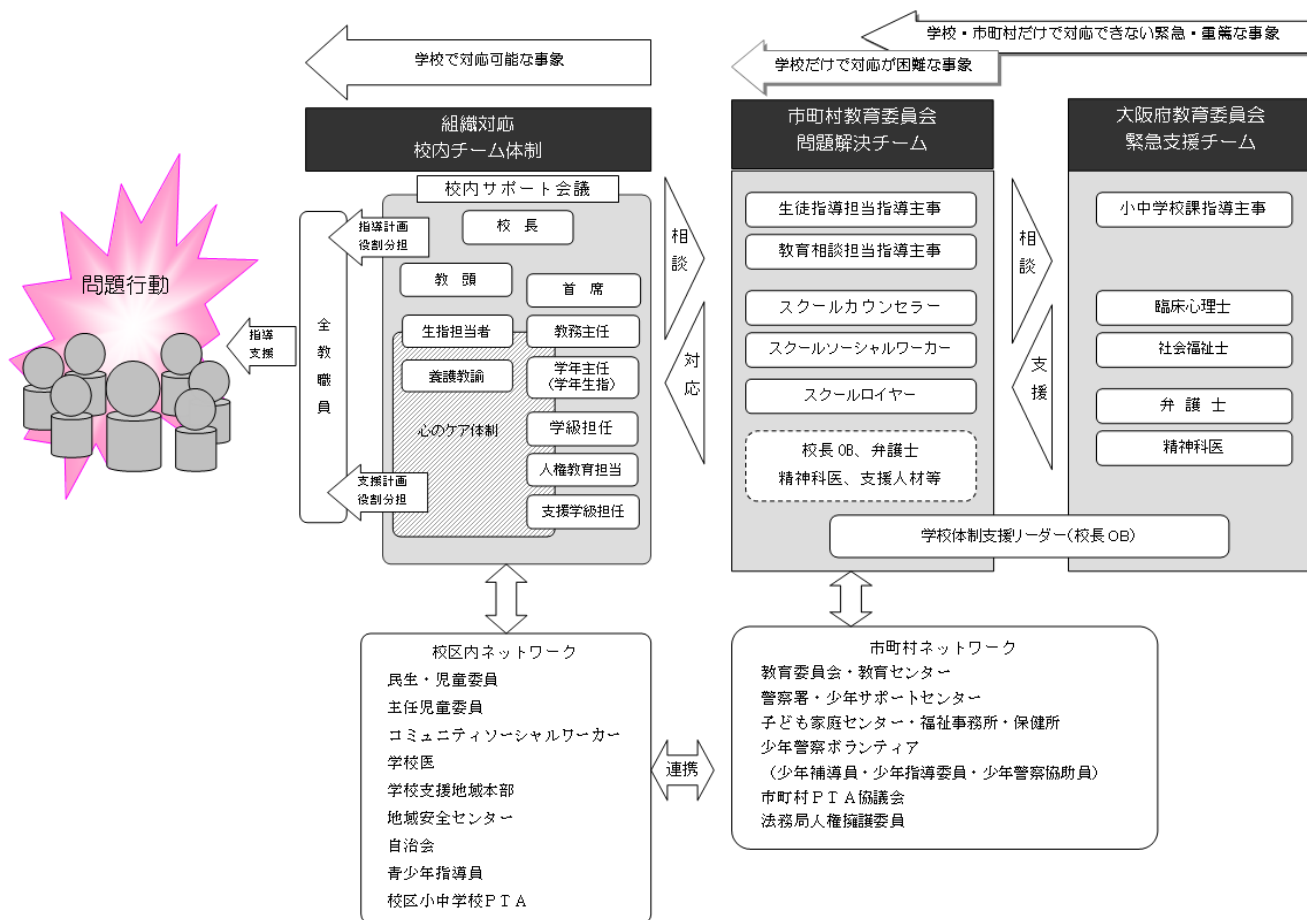 学校・市町村だけで対応できない緊急・重篤な事象
学校で対応可能な事象
学校だけで対応が困難な事象
組織対応
校内チーム体制
市町村教育委員会
問題解決チーム
大阪府教育委員会
緊急支援チーム
問題行動
指導
支援
全教職員
指導計画
役割分担
支援計画
役割分担
校内サポート会議
校 長
教 頭
首 席
生指担当者
教務主任
養護教諭
学年主任
(学年生指)
心のケア体制
学級担任
人権教育担当
支援学級担任
相談
対応
生徒指導担当指導主事
教育相談担当指導主事
スクールカウンセラー
スクールソーシャルワーカー
スクールロイヤー
校長OB、弁護士
精神科医、支援人材等
相談
支援
小中学校課指導主事
臨床心理士
社会福祉士
弁 護 士
精神科医
学校体制支援リーダー(校長OB)
校区内ネットワーク
民生・児童委員
主任児童委員
コミュニティソーシャルワーカー
学校医
学校支援地域本部
地域安全センター
自治会
青少年指導員
校区小中学校PTA
連携
市町村ネットワーク
教育委員会・教育センター
警察署・少年サポートセンター
子ども家庭センター・福祉事務所・保健所
少年警察ボランティア
(少年補導員・少年指導委員・少年警察協助員)
市町村PTA協議会
法務局人権擁護委員